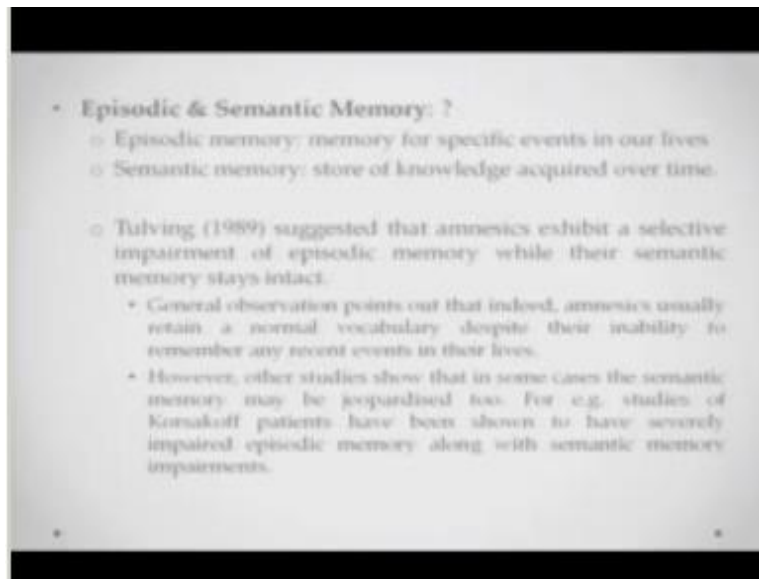 • Episodic & Semantic Memory: ?
o Episodic memory: memory for specific events in our lives
o Semantic memory: store of knowledge acquired over time.
o Tulving (1989) suggested that amnesics exhibit a selective
impairment of episodic memory while their semantic
memory stays intact.
• General observation points out that indeed, amnesics usually
retain a normal vocabulary despite their inability to
remember any recent events in their lives.
• However, other studies show that in some cases the semantic
memory may be jeopardised too. For e.g. studies of
Korsakoff patients have been shown to have severely
impaired episodic memory along with semantic memory
impairments.